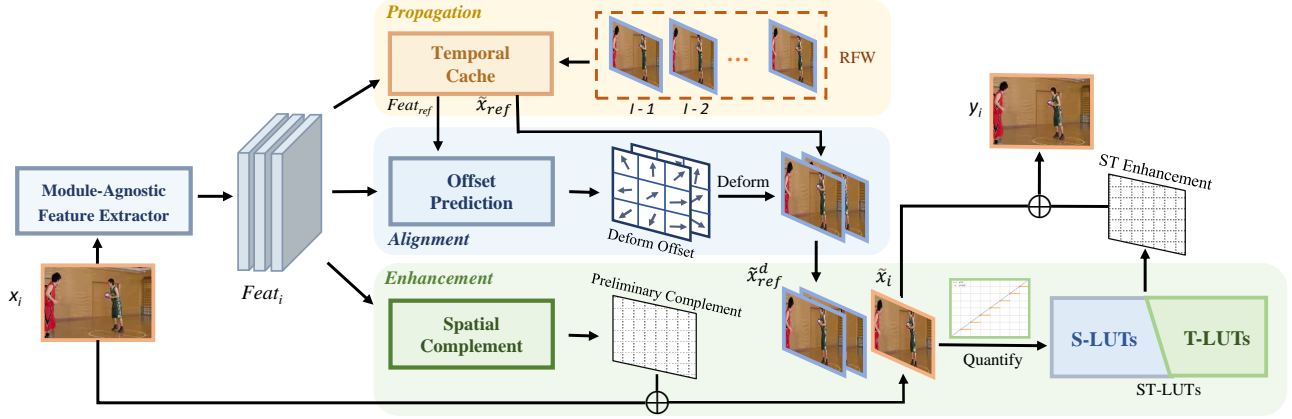 Propagation
Temporal
Cache
RFW
I - 1
I - 2
...
Feat_ref
x̃_ref
y_i
Module-Agnostic
Feature Extractor
Feat_i
Offset
Prediction
Deform
Deform Offset
Alignment
ST Enhancement
x_i
Enhancement
Spatial
Complement
Preliminary Complement
x̃^d_ref
x̃_i
Quantify
S-LUTs
T-LUTs
ST-LUTs